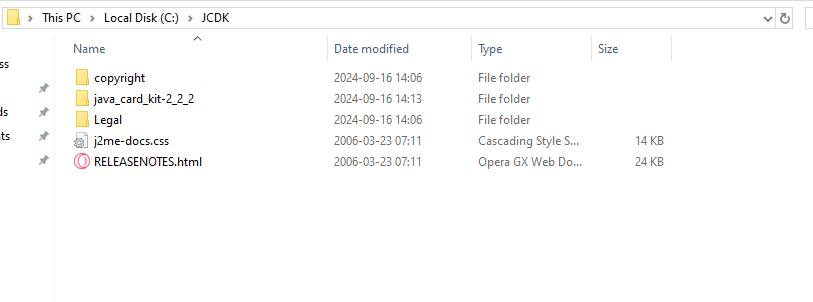 This PC > Local Disk (C:) > JCDK
Name Date modified Type Size
ss
copyright 2024-09-16 14:06 File folder
java_card_kit-2_2_2 2024-09-16 14:13 File folder
ds
Legal 2024-09-16 14:06 File folder
nts
j2me-docs.css 2006-03-23 07:11 Cascading Style S... 14 KB
RELEASENOTES.html 2006-03-23 07:11 Opera GX Web Do... 24 KB